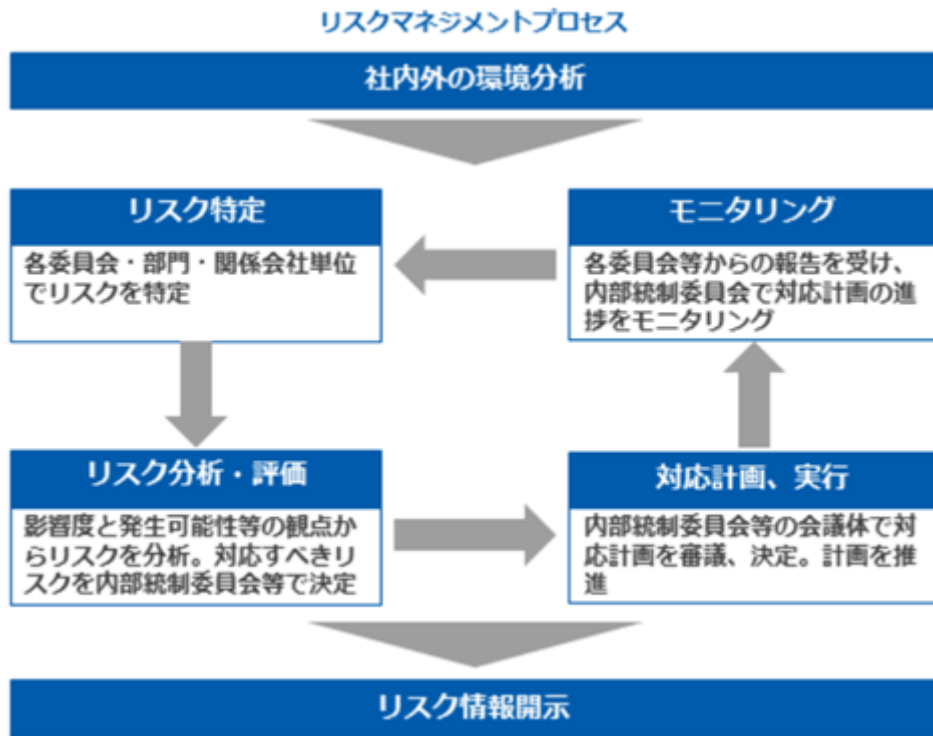 リスクマネジメントプロセス
社内外の環境分析
リスク特定
各委員会・部門・関係会社単位
でリスクを特定
モニタリング
各委員会等からの報告を受け、
内部統制委員会で対応計画の進
捗をモニタリング
リスク分析・評価
影響度と発生可能性等の観点か
らリスクを分析。対応すべきリ
スクを内部統制委員会等で決定
対応計画、実行
内部統制委員会等の会議体で対
応計画を審議、決定。計画を推
進
リスク情報開示